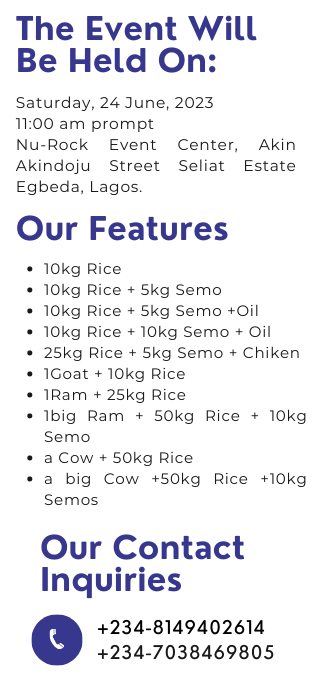 The Event Will
Be Held On:
Saturday, 24 June, 2023
11:00 am prompt
Nu-Rock Event Center, Akin
Akindoju Street Seliat Estate
Egbeda, Lagos.
Our Features
• 10kg Rice
• 10kg Rice + 5kg Semo
• 10kg Rice + 5kg Semo +Oil
• 10kg Rice + 10kg Semo + Oil
• 25kg Rice + 5kg Semo + Chiken
• 1Goat + 10kg Rice
• 1Ram + 25kg Rice
• 1big Ram + 50kg Rice + 10kg
Semo
• a Cow + 50kg Rice
• a big Cow +50kg Rice +10kg
Semos
Our Contact
Inquiries
+234-8149402614
+234-7038469805